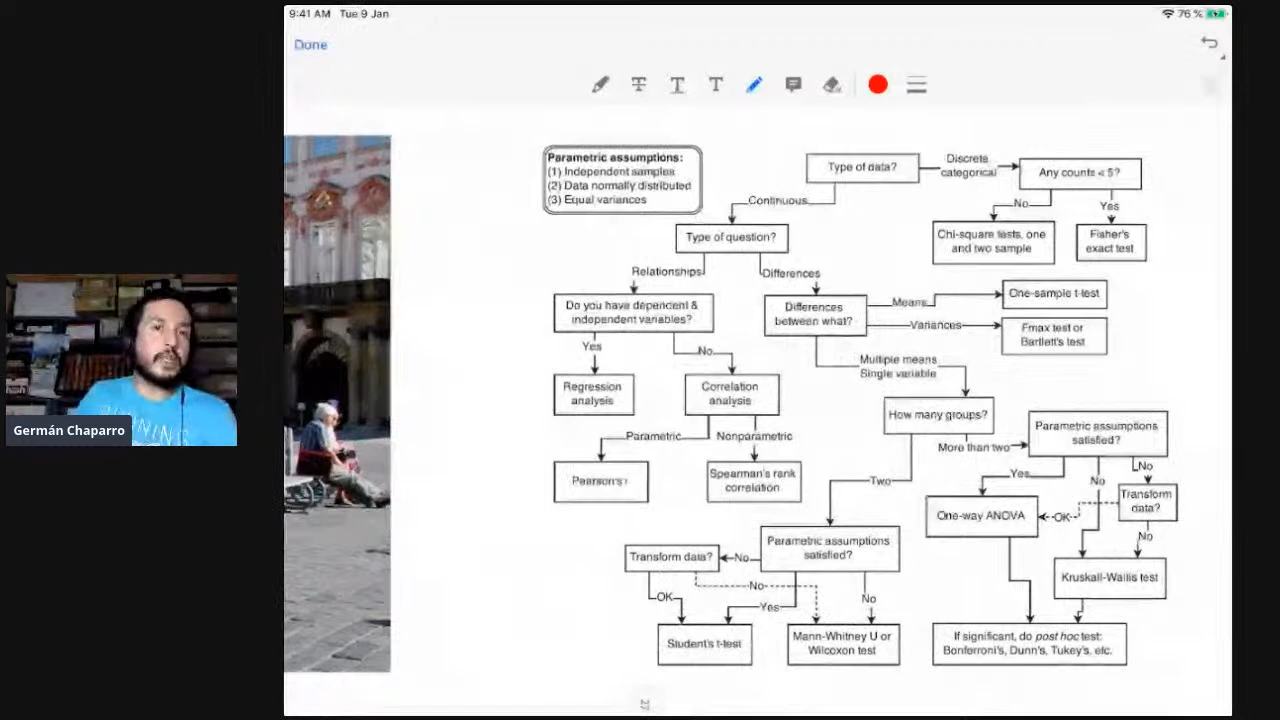 9:41 AM Tue 9 Jan
76 %
Done
T T T
Parametric assumptions:
(1) Independent samples
(2) Data normally distributed
(3) Equal variances
Type of data?
Discrete
categorical
Any counts < 5?
Continuous
No
Yes
Type of question?
Chi-square tests, one
and two sample
Fisher's
exact test
Relationships
Differences
Do you have dependent &
independent variables?
Differences
between what?
Means
One-sample t-test
Variances
Fmax test or
Bartlett's test
Yes
No
Multiple means
Single variable
Regression
analysis
Correlation
analysis
How many groups?
Parametric assumptions
satisfied?
More than two
Parametric
Nonparametric
Pearson's r
Spearman's rank
correlation
Two
Yes
No
No
Transform
data?
One-way ANOVA
OK
No
Parametric assumptions
satisfied?
Transform data?
No
Kruskall-Wallis test
No
OK
Yes
No
Student's t-test
Mann-Whitney U or
Wilcoxon test
If significant, do post hoc test:
Bonferroni's, Dunn's, Tukey's, etc.
Germán Chaparro